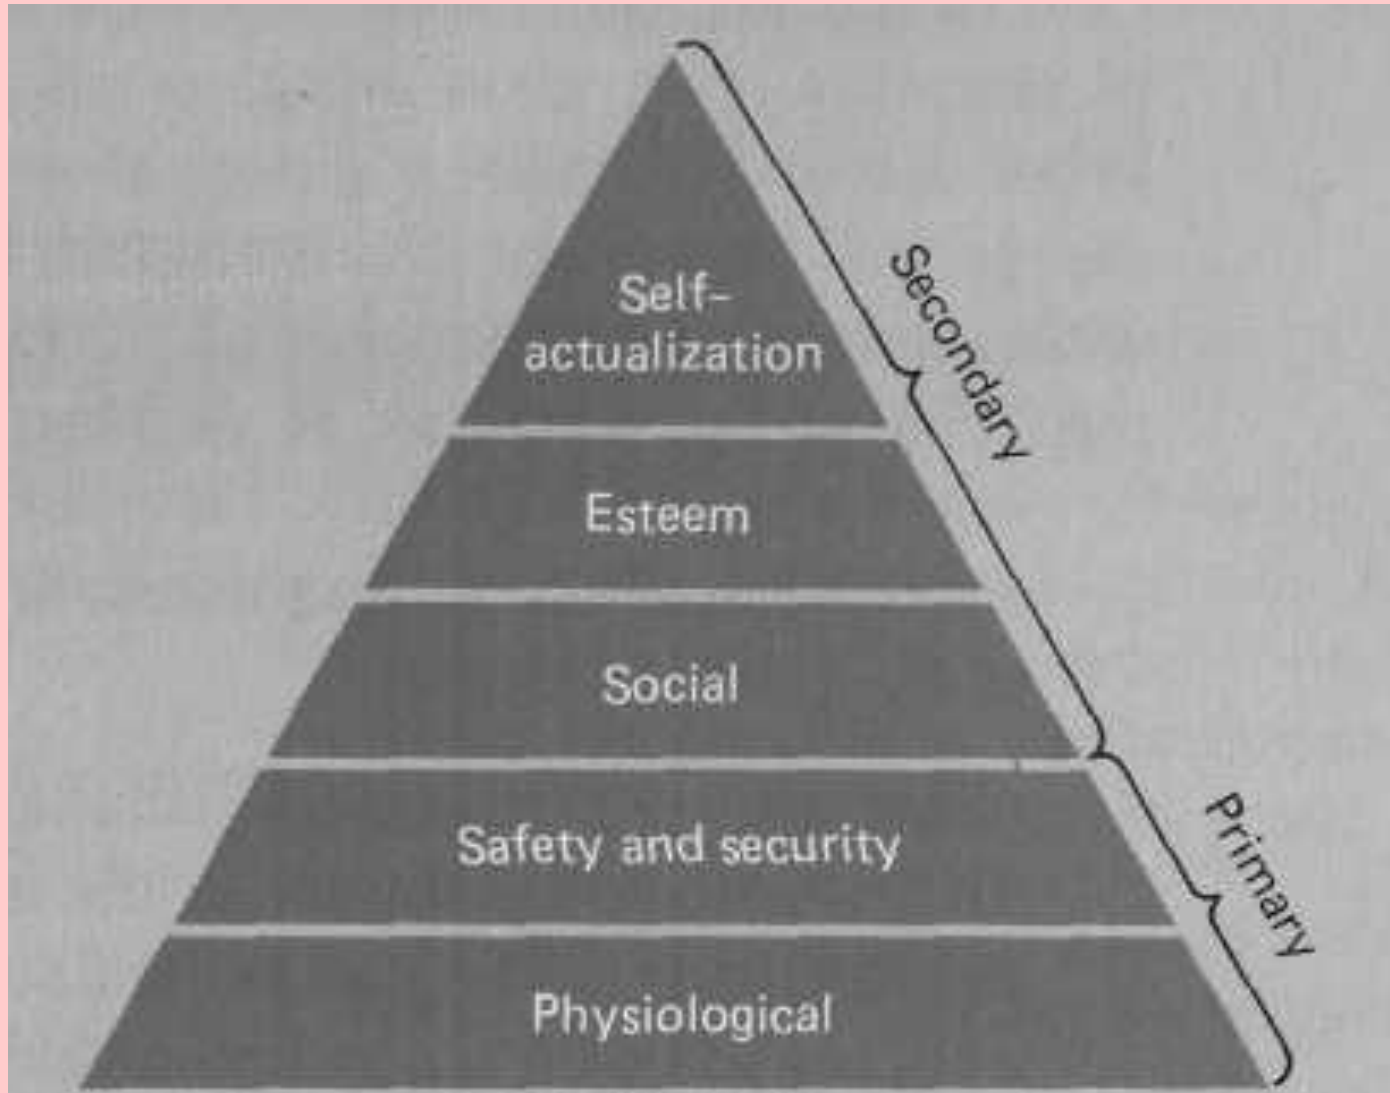 Self-
actualization
Secondary
Esteem
Social
Safety and security
Primary
Physiological